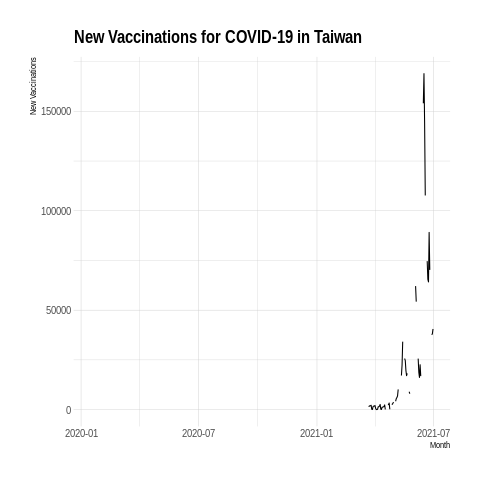 New Vaccinations for COVID-19 in Taiwan
New Vaccinations
150000
100000
50000
0
2020-01
2020-07
2021-01
2021-07
Month